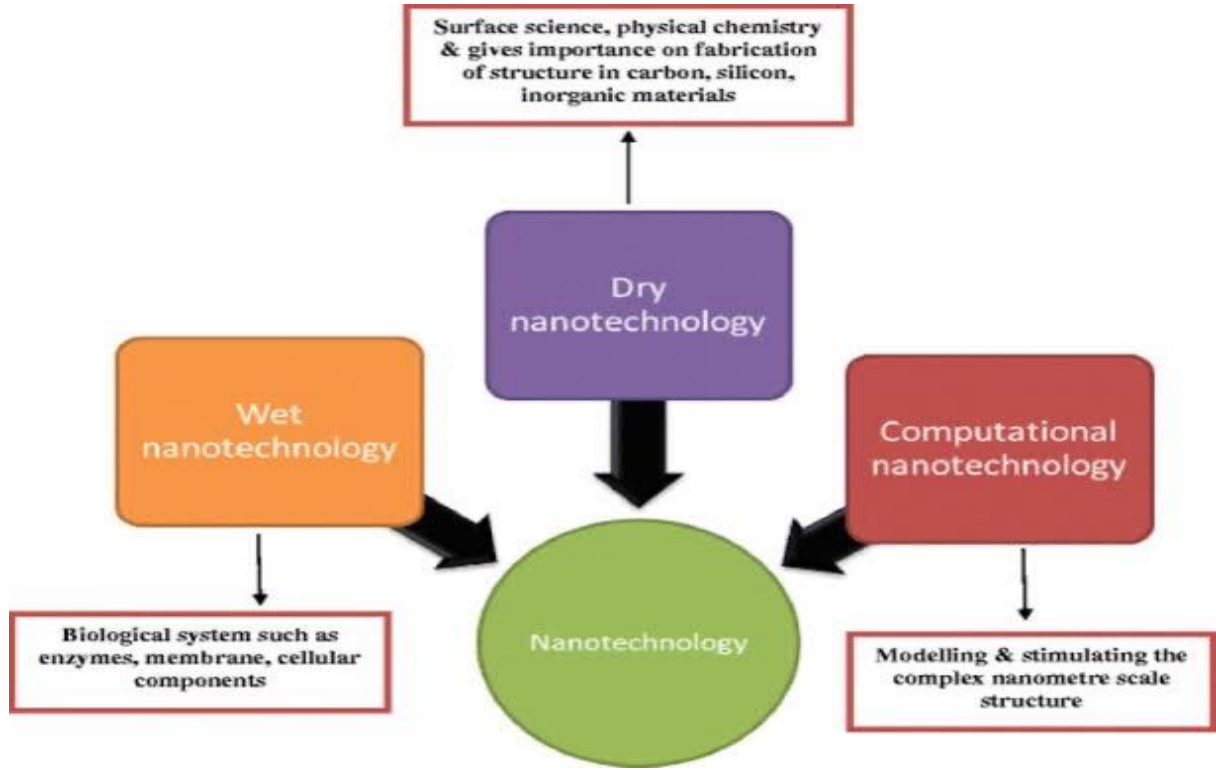 Surface science, physical chemistry
& gives importance on fabrication
of structure in carbon, silicon,
inorganic materials
Dry
nanotechnology
Wet
nanotechnology
Computational
nanotechnology
Nanotechnology
Biological system such as
enzymes, membrane, cellular
components
Modelling & stimulating the
complex nanometre scale
structure